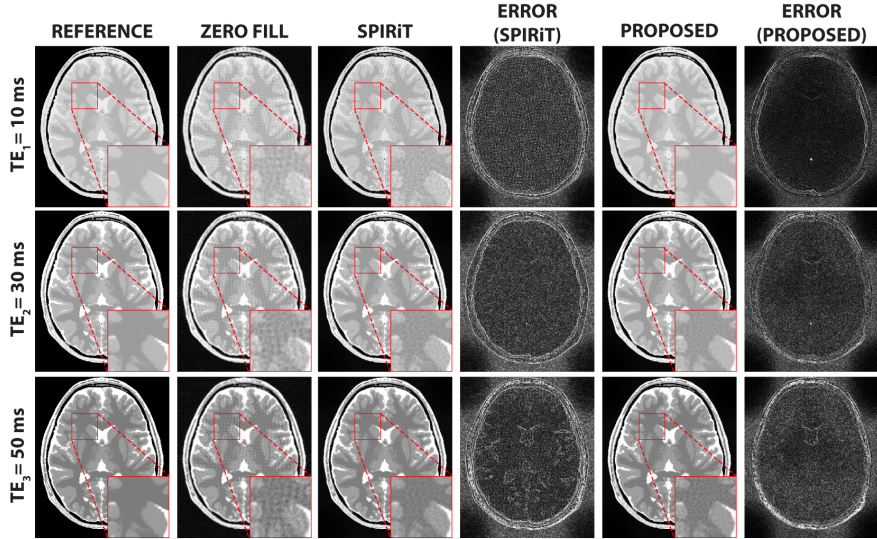 REFERENCE
ZERO FILL
SPIRiT
ERROR
(SPIRiT)
PROPOSED
ERROR
(PROPOSED)
TE1= 10 ms
TE2= 30 ms
TE3= 50 ms